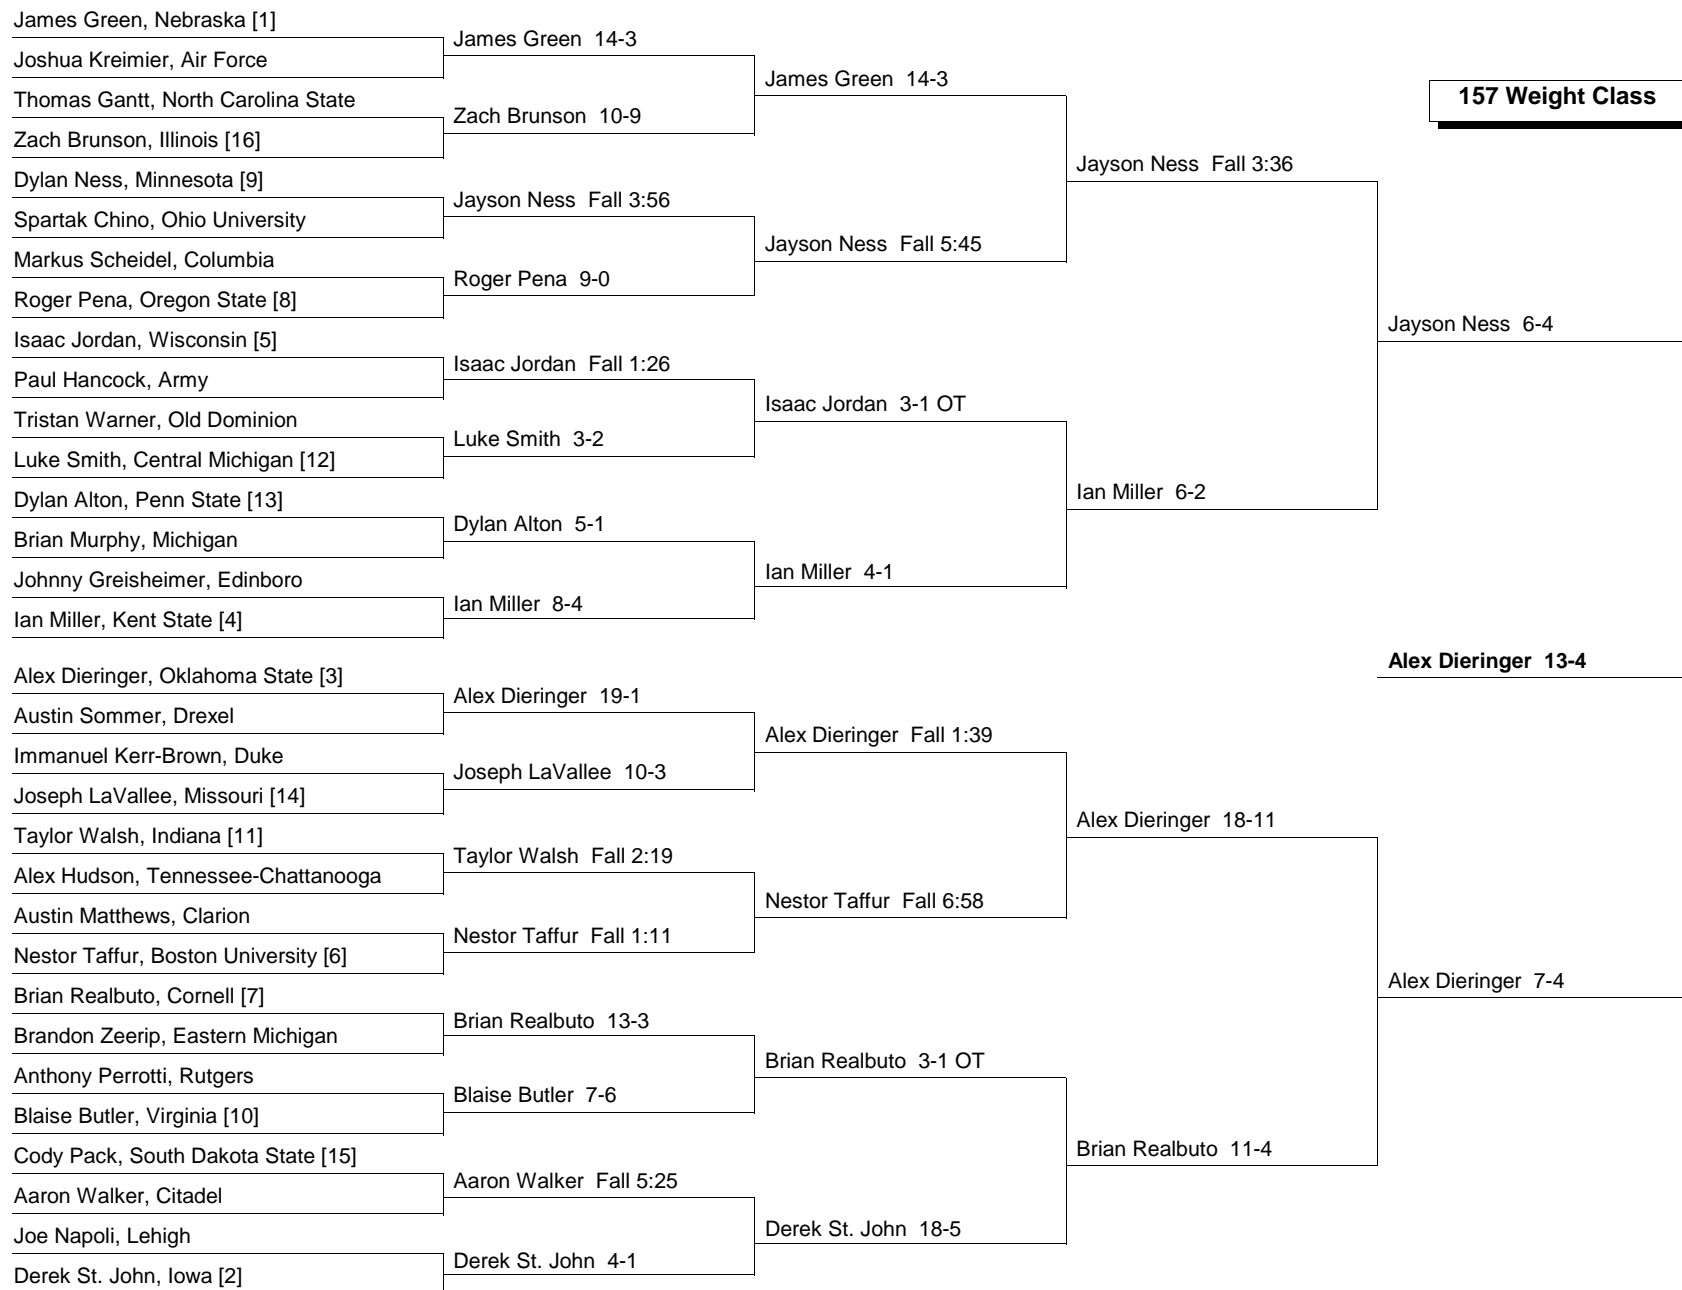 James Green, Nebraska [1]
Joshua Kreimier, Air Force
Thomas Gantt, North Carolina State
Zach Brunson, Illinois [16]
Dylan Ness, Minnesota [9]
Spartak Chino, Ohio University
Markus Scheidel, Columbia
Roger Pena, Oregon State [8]
Isaac Jordan, Wisconsin [5]
Paul Hancock, Army
Tristan Warner, Old Dominion
Luke Smith, Central Michigan [12]
Dylan Alton, Penn State [13]
Brian Murphy, Michigan
Johnny Greisheimer, Edinboro
Ian Miller, Kent State [4]
Alex Dieringer, Oklahoma State [3]
Austin Sommer, Drexel
Immanuel Kerr-Brown, Duke
Joseph LaVallee, Missouri [14]
Taylor Walsh, Indiana [11]
Alex Hudson, Tennessee-Chattanooga
Austin Matthews, Clarion
Nestor Taffur, Boston University [6]
Brian Realbuto, Cornell [7]
Brandon Zeerip, Eastern Michigan
Anthony Perrotti, Rutgers
Blaise Butler, Virginia [10]
Cody Pack, South Dakota State [15]
Aaron Walker, Citadel
Joe Napoli, Lehigh
Derek St. John, Iowa [2]
James Green 14-3
Zach Brunson 10-9
Jayson Ness Fall 3:56
Roger Pena 9-0
Isaac Jordan Fall 1:26
Luke Smith 3-2
Dylan Alton 5-1
Ian Miller 8-4
Alex Dieringer 19-1
Joseph LaVallee 10-3
Taylor Walsh Fall 2:19
Nestor Taffur Fall 1:11
Brian Realbuto 13-3
Blaise Butler 7-6
Aaron Walker Fall 5:25
Derek St. John 4-1
James Green 14-3
Jayson Ness Fall 5:45
Isaac Jordan 3-1 OT
Ian Miller 4-1
Alex Dieringer Fall 1:39
Nestor Taffur Fall 6:58
Brian Realbuto 3-1 OT
Derek St. John 18-5
Jayson Ness Fall 3:36
Ian Miller 6-2
Alex Dieringer 18-11
Brian Realbuto 11-4
157 Weight Class
Jayson Ness 6-4
Alex Dieringer 13-4
Alex Dieringer 7-4